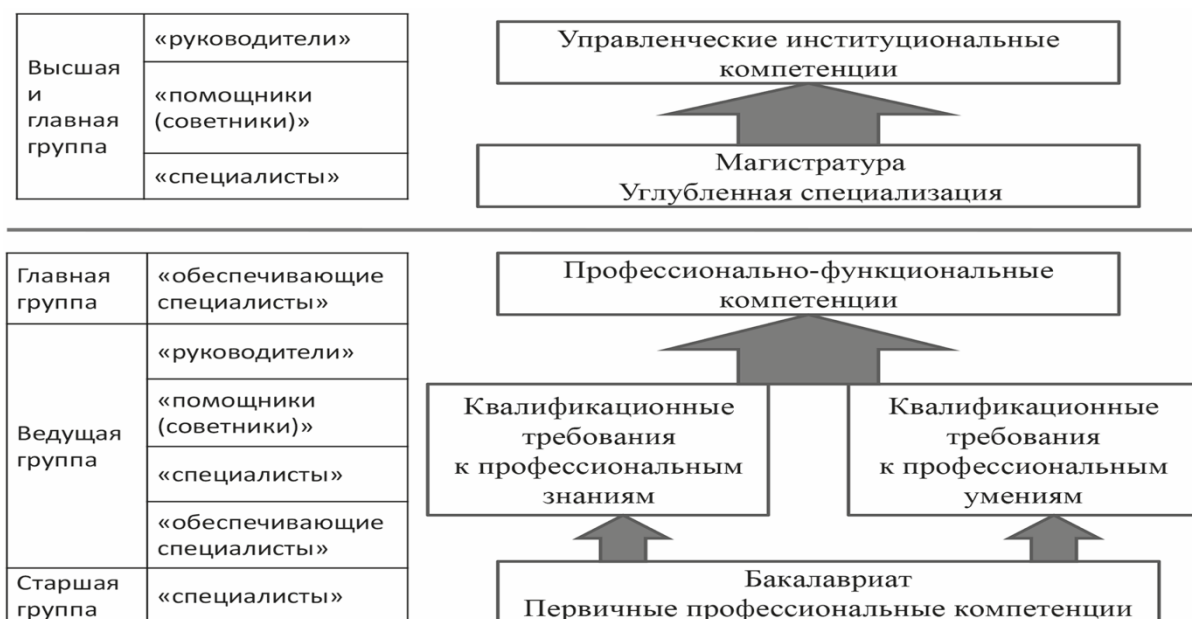 Высшая
и
главная
группа
«руководители»
«помощники
(советники)»
«специалисты»
Управленческие институциональные
компетенции
Магистратура
Углубленная специализация
Главная
группа
«обеспечивающие
специалисты»
Ведущая
группа
«руководители»
«помощники
(советники)»
«специалисты»
«обеспечивающие
специалисты»
Старшая
группа
«специалисты»
Профессионально-функциональные
компетенции
Квалификационные
требования
к профессиональным
знаниям
Квалификационные
требования
к профессиональным
умениям
Бакалавриат
Первичные профессиональные компетенции